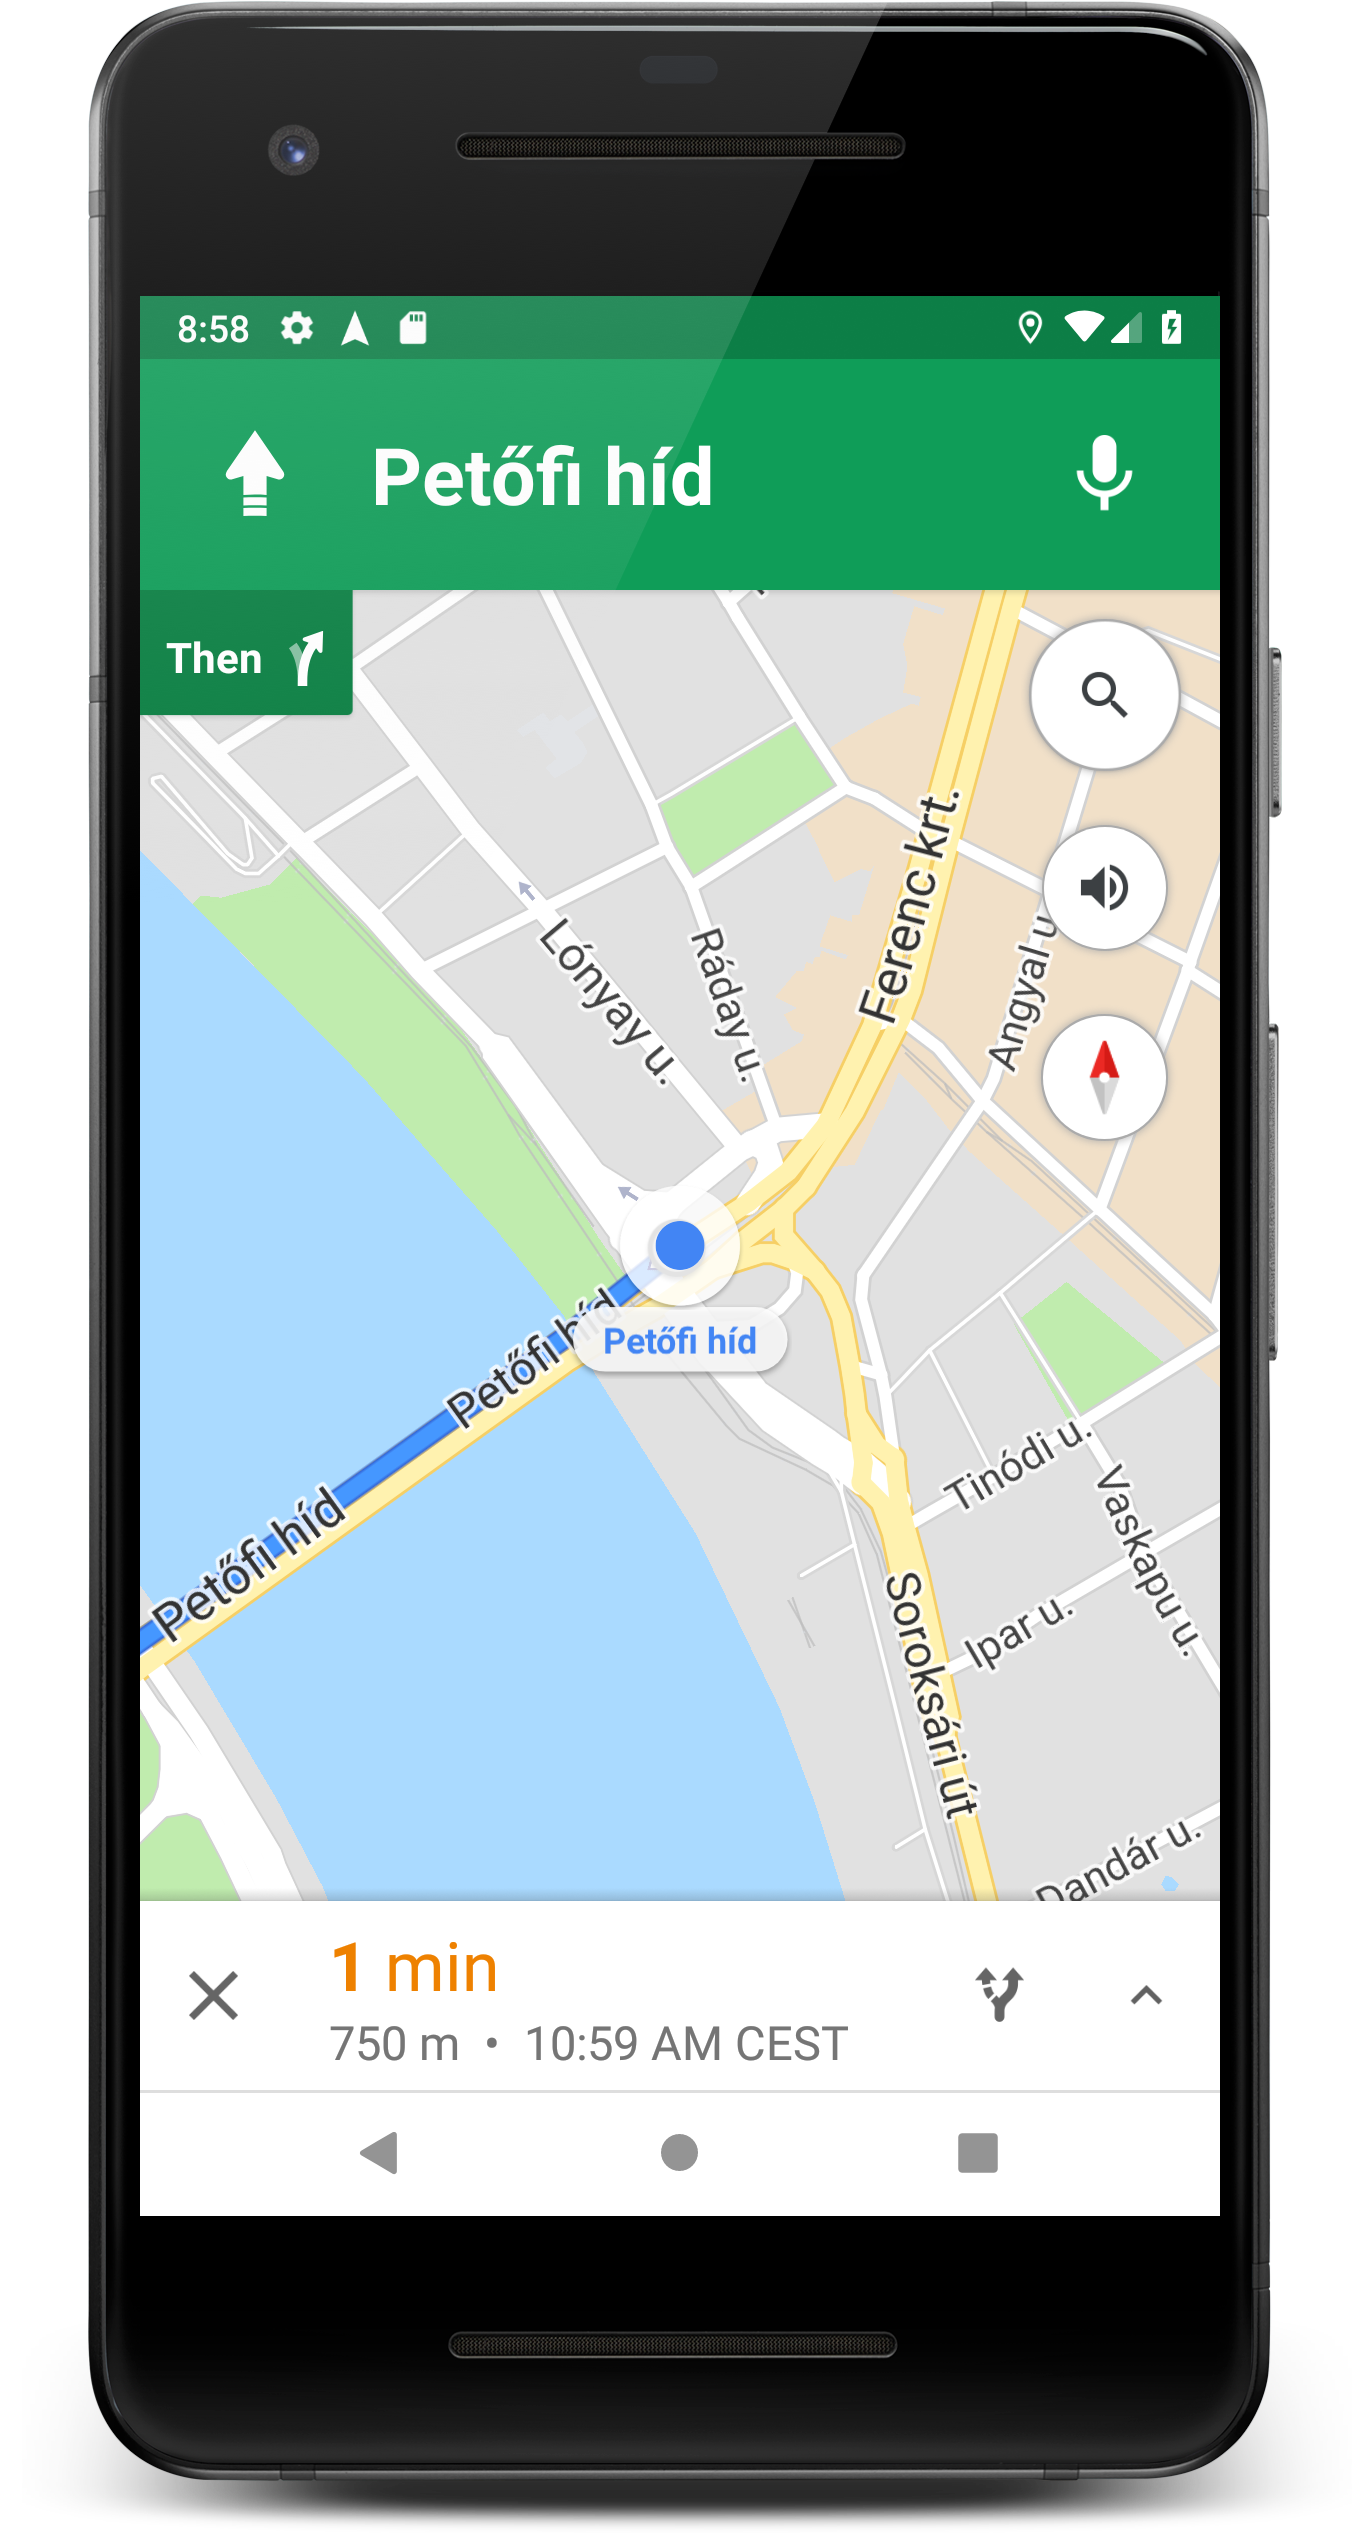 8:58
Petőfi híd
Then
Ferenc krt.
Lónyay u.
Ráday u.
Angyal u
Petőfi híd
Petőfi híd
Petőfi híd
Tinódi u.
Vaskapu u.
Ipar u.
Soroksári út
Dandár u.
1 min
750 m • 10:59 AM CEST